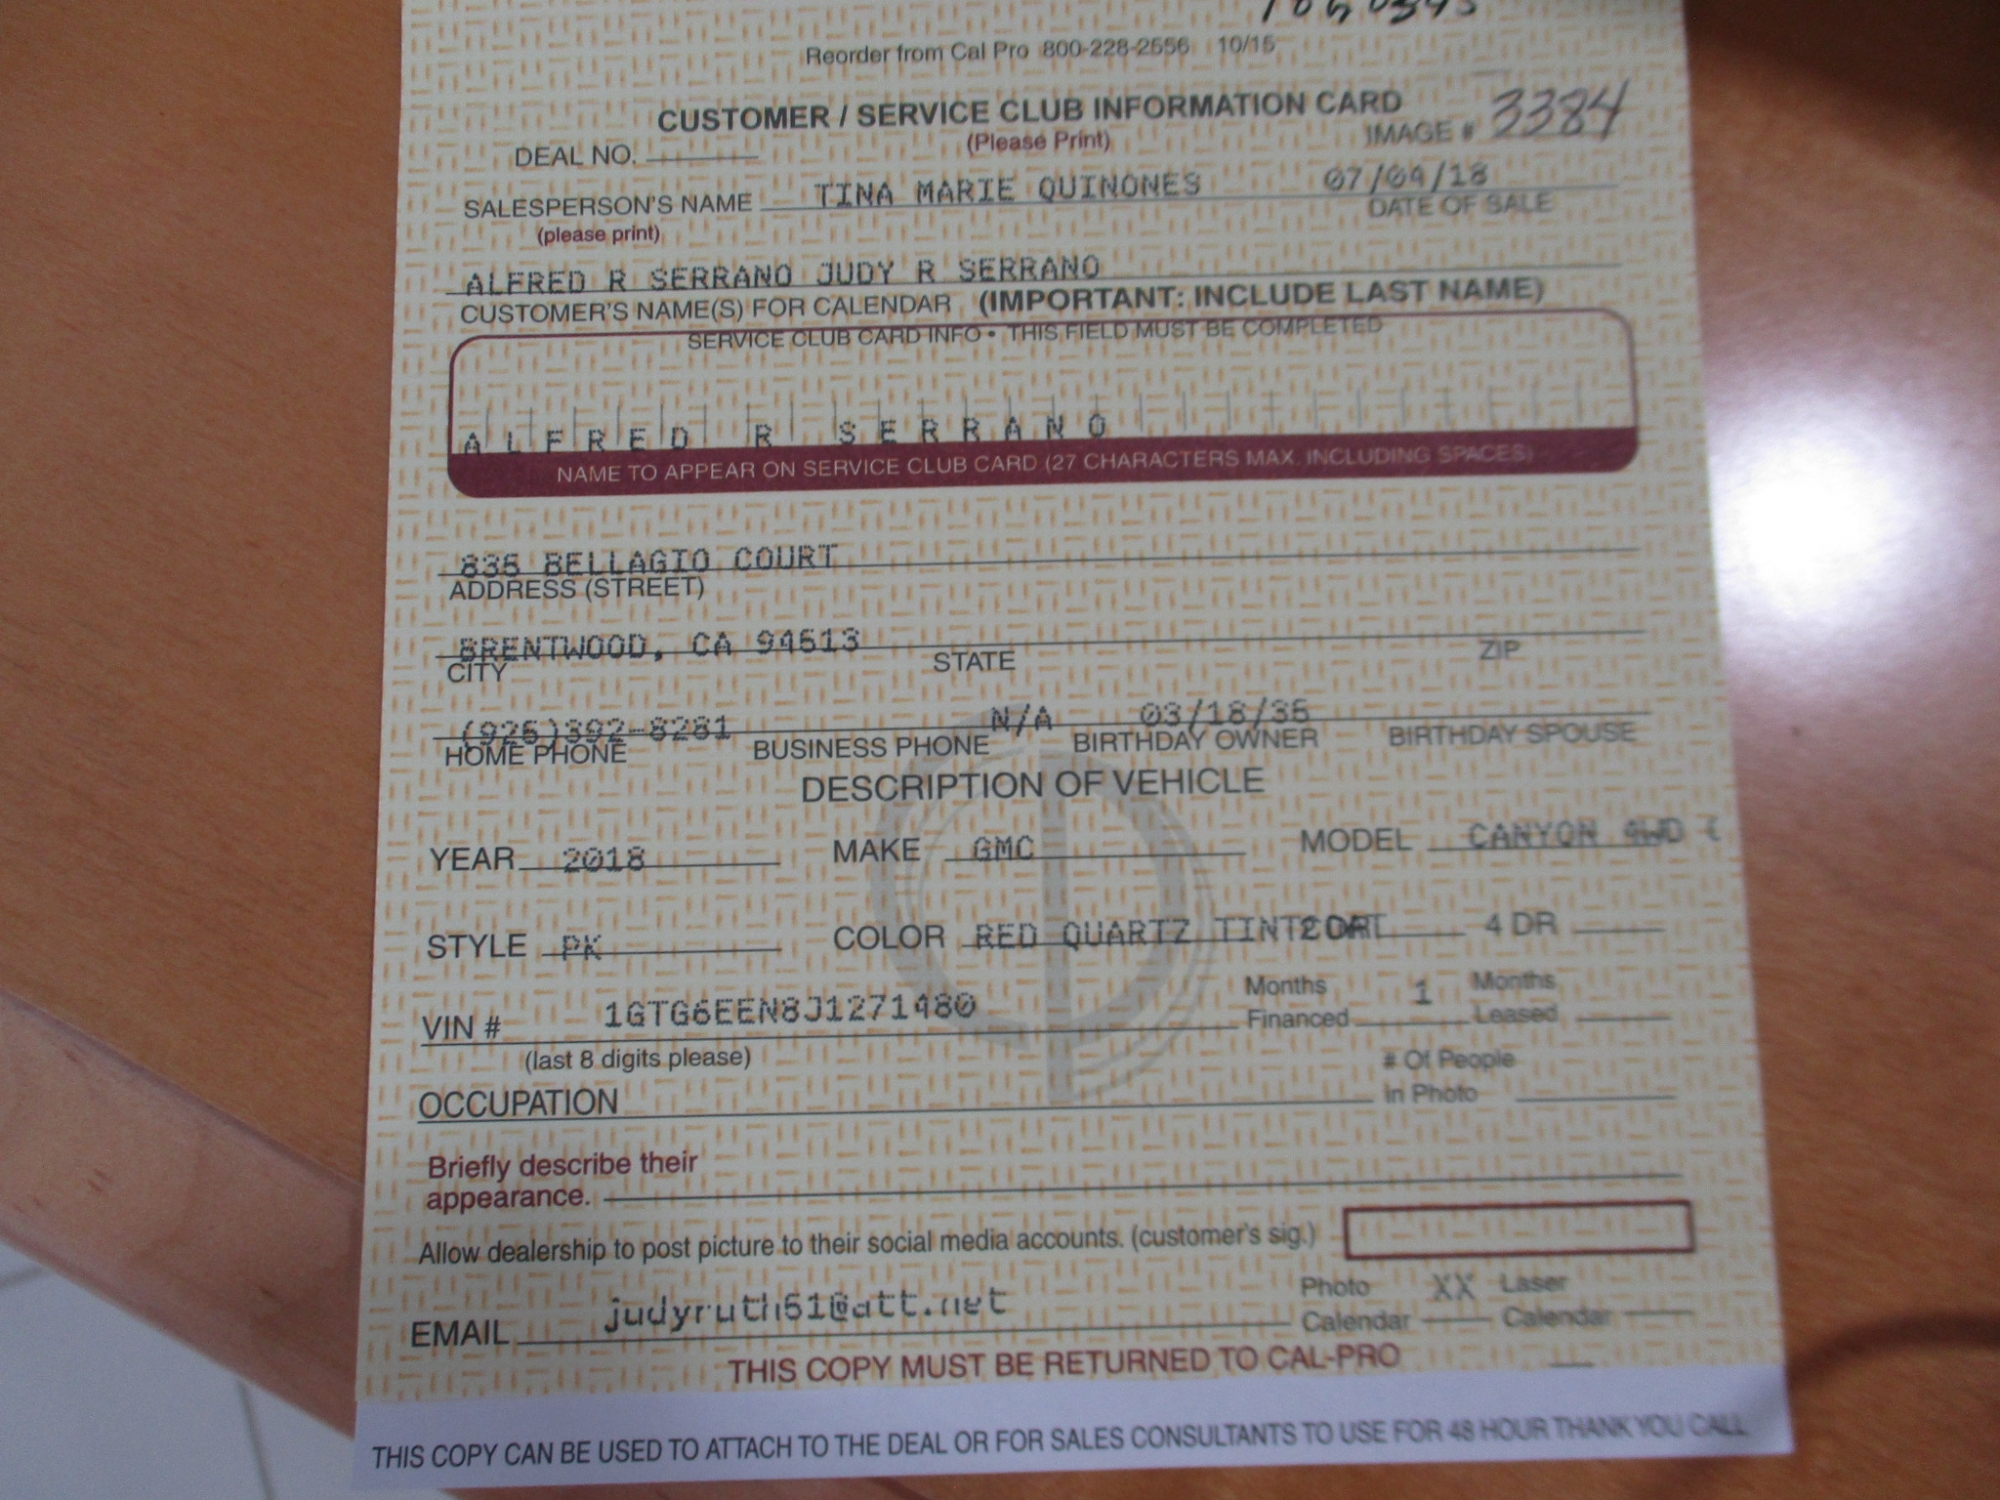 Reorder from Cal Pro 800-228-2556 10/15
CUSTOMER / SERVICE CLUB INFORMATION CARD
(Please Print)
IMAGE # 3384
DEAL NO.
SALESPERSON'S NAME TINA MARIE QUINONES 07/04/18
(please print) DATE OF SALE
ALFRED R SERRANO JUDY R SERRANO
CUSTOMER'S NAME(S) FOR CALENDAR (IMPORTANT: INCLUDE LAST NAME)
SERVICE CLUB CARD INFO • THIS FIELD MUST BE COMPLETED
ALFRED R SERRANO
NAME TO APPEAR ON SERVICE CLUB CARD (27 CHARACTERS MAX. INCLUDING SPACES)
835 BELLAGIO COURT
ADDRESS (STREET)
BRENTWOOD, CA 94513
CITY STATE ZIP
(925)392-8281 N/A 03/18/35
HOME PHONE BUSINESS PHONE BIRTHDAY OWNER BIRTHDAY SPOUSE
DESCRIPTION OF VEHICLE
YEAR 2018 MAKE GMC MODEL CANYON 4WD C
STYLE PK COLOR RED QUARTZ TINTCOAT 2 DR 4 DR
VIN # 1GTG6EEN8J1271480
(last 8 digits please)
Months Financed 1 Months Leased
OCCUPATION
# Of People In Photo
Briefly describe their
appearance.
Allow dealership to post picture to their social media accounts. (customer's sig.)
EMAIL judyruth51@att.net
Photo Calendar XX Laser Calendar
THIS COPY MUST BE RETURNED TO CAL-PRO
THIS COPY CAN BE USED TO ATTACH TO THE DEAL OR FOR SALES CONSULTANTS TO USE FOR 48 HOUR THANK YOU CALL